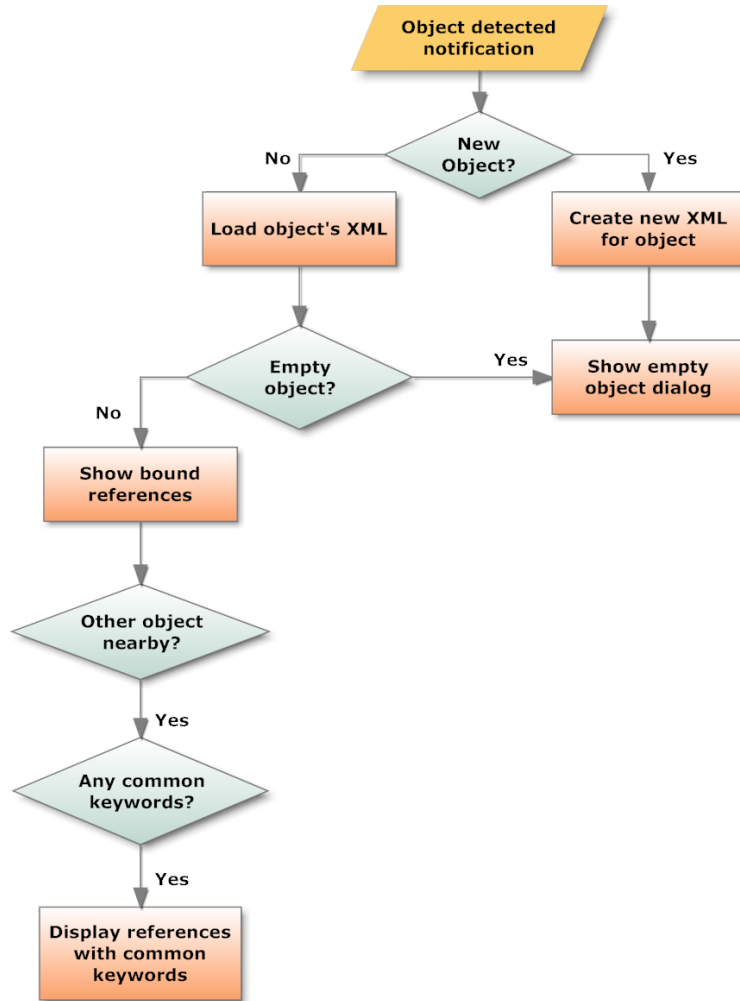 Object detected
notification
New
Object?
No
Yes
Load object's XML
Create new XML
for object
Empty
object?
Yes
Show empty
object dialog
No
Show bound
references
Other object
nearby?
Yes
Any common
keywords?
Yes
Display references
with common
keywords